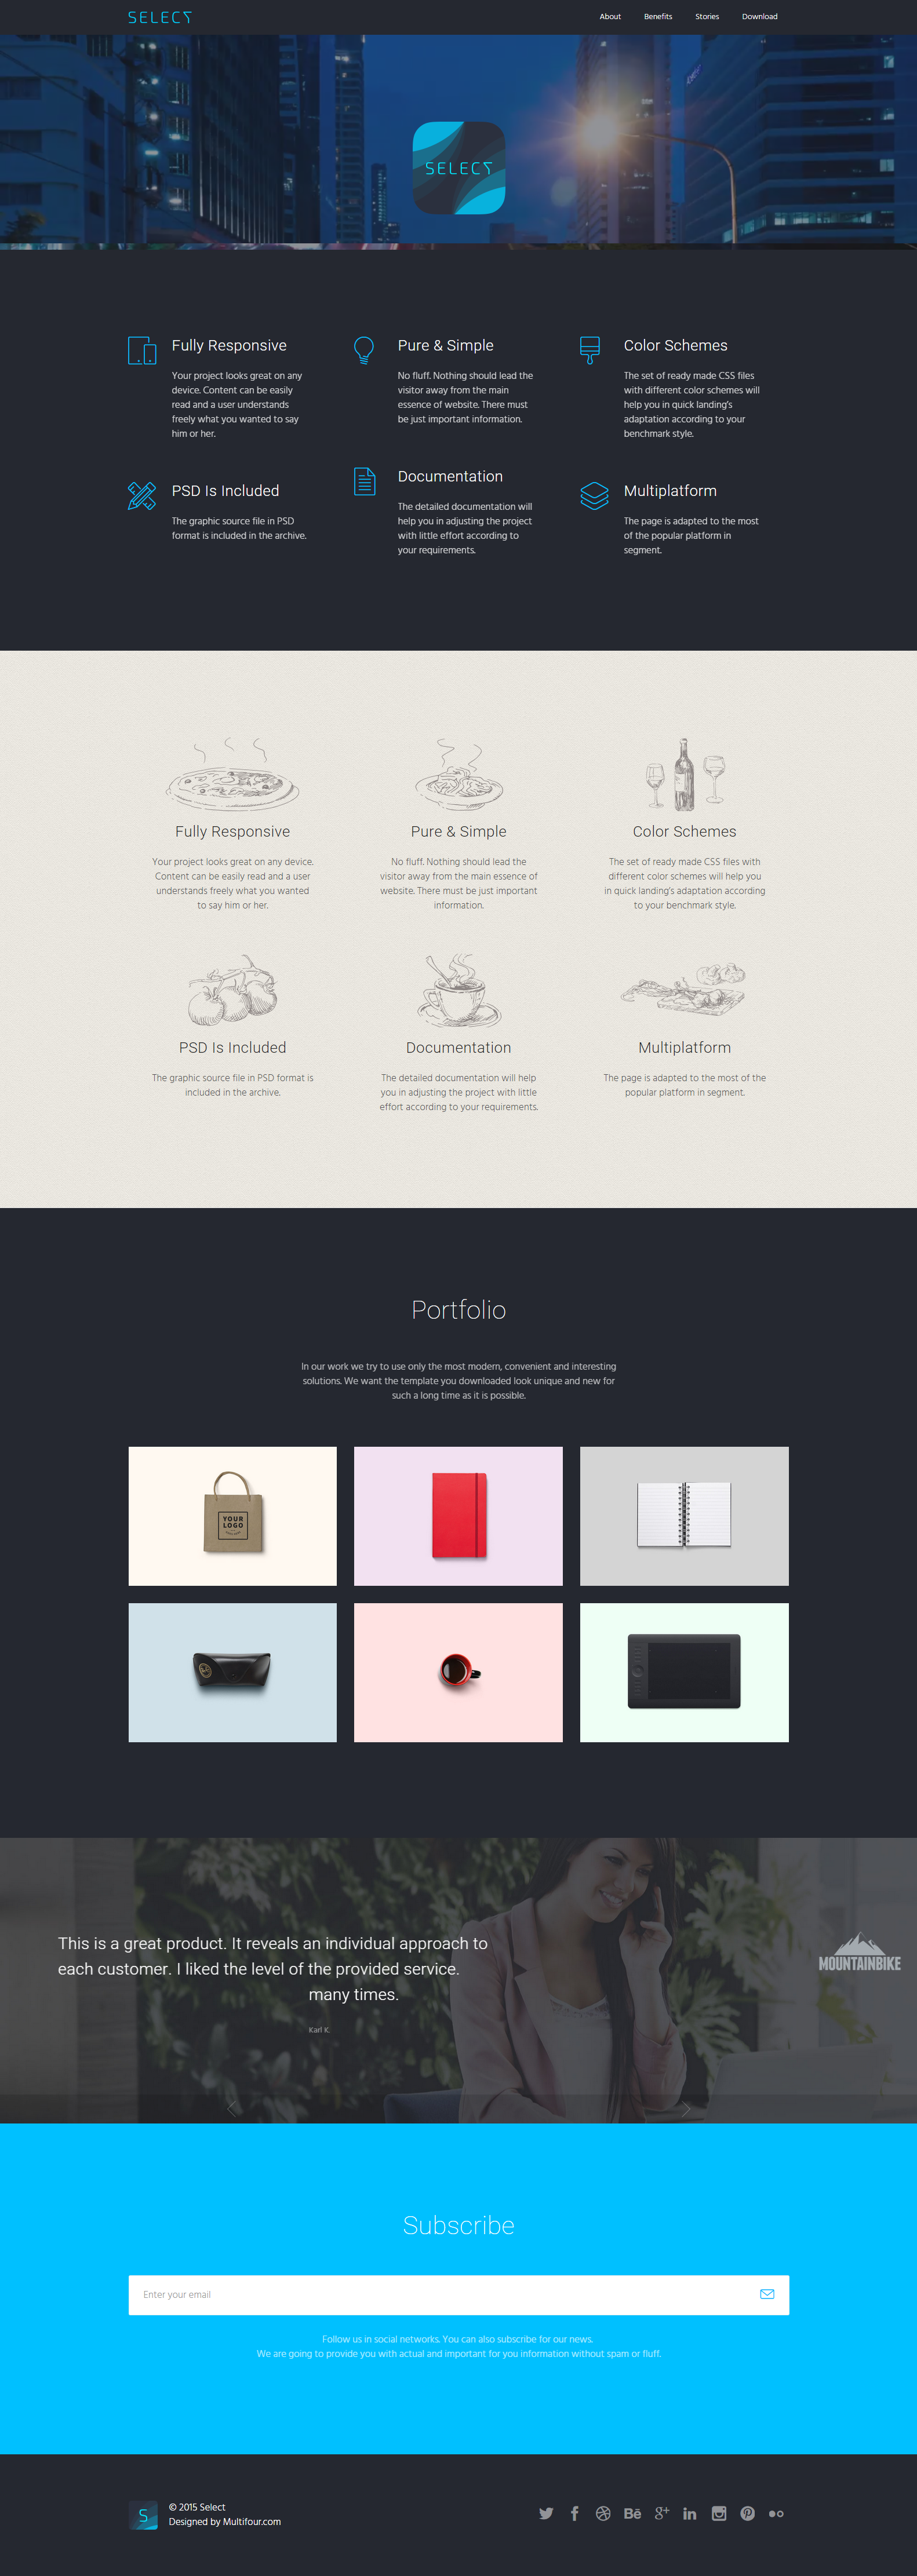 SELECT
About Benefits Stories Download
SELECT
Fully Responsive
Your project looks great on any
device. Content can be easily
read and a user understands
freely what you wanted to say
him or her.
Pure & Simple
No fluff. Nothing should lead the
visitor away from the main
essence of website. There must
be just important information.
Color Schemes
The set of ready made CSS files
with different color schemes will
help you in quick landing's
adaptation according to your
benchmark style.
PSD Is Included
The graphic source file in PSD
format is included in the archive.
Documentation
The detailed documentation will
help you in adjusting the project
with little effort according to
your requirements.
Multiplatform
The page is adapted to the most
of the popular platform in
segment.
Fully Responsive
Your project looks great on any device.
Content can be easily read and a user
understands freely what you wanted
to say him or her.
Pure & Simple
No fluff. Nothing should lead the
visitor away from the main essence of
website. There must be just important
information.
Color Schemes
The set of ready made CSS files with
different color schemes will help you
in quick landing's adaptation according
to your benchmark style.
PSD Is Included
The graphic source file in PSD format is
included in the archive.
Documentation
The detailed documentation will help
you in adjusting the project with little
effort according to your requirements.
Multiplatform
The page is adapted to the most of the
popular platform in segment.
Portfolio
In our work we try to use only the most modern, convenient and interesting
solutions. We want the template you downloaded look unique and new for
such a long time as it is possible.
YOUR
LOGO
This is a great product. It reveals an individual approach to
each customer. I liked the level of the provided service.
many times.
Karl K.
MOUNTAINBIKE
Subscribe
Enter your email
Follow us in social networks. You can also subscribe for our news.
We are going to provide you with actual and important for you information without spam or fluff.
S
© 2015 Select
Designed by Multifour.com
Bē g+ in